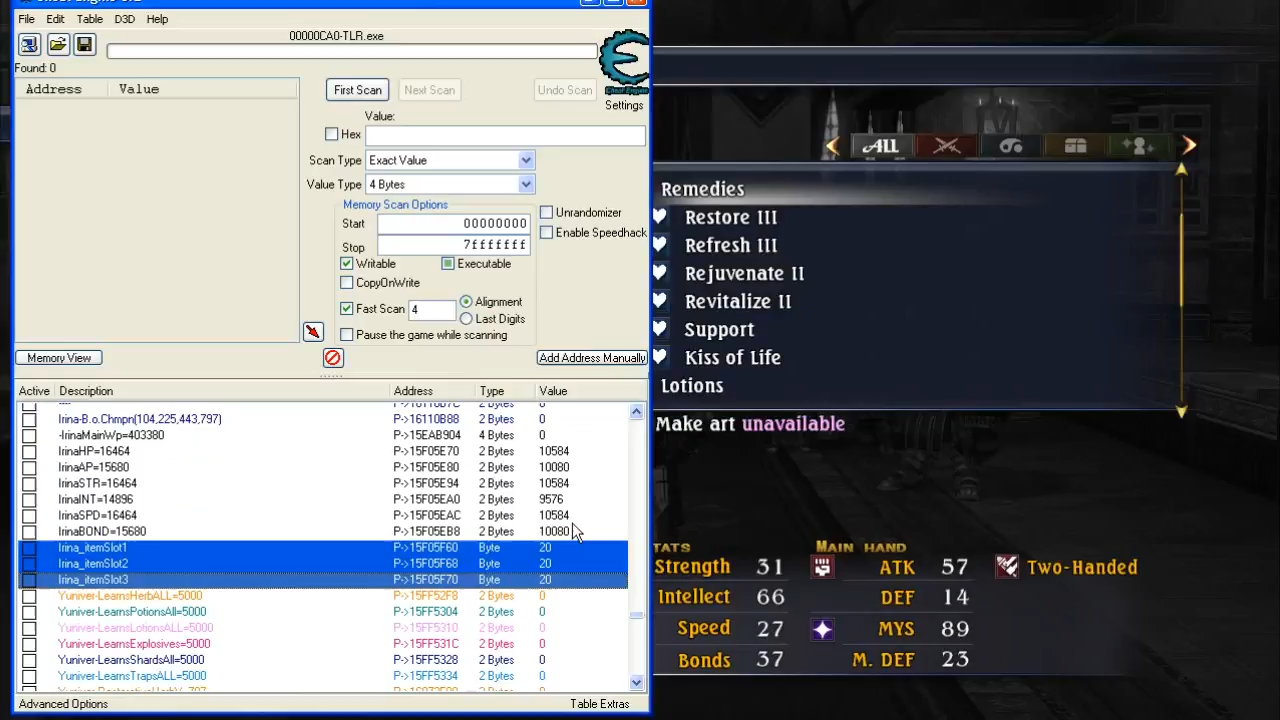 File Edit Table D3D Help
00000CA0-TLR.exe
Found: 0
Address Value
First Scan Next Scan Undo Scan
Cheat Engine
Settings
Value:
Hex
Scan Type Exact Value
Value Type 4 Bytes
Memory Scan Options
Start 00000000
Stop 7fffffff
Unrandomizer
Enable Speedhack
Writable Executable
CopyOnWrite
Fast Scan 4 Alignment
Last Digits
Pause the game while scanning
Memory View Add Address Manually
Active Description Address Type Value
Irina-B.o.Chmpn(104,225,443,797) P->16110B88 2 Bytes 0
-IrinaMainWp=403380 P->15EAB904 4 Bytes 0
IrinaHP=16464 P->15F05E70 2 Bytes 10584
IrinaAP=15680 P->15F05E80 2 Bytes 10080
IrinaSTR=16464 P->15F05E94 2 Bytes 10584
IrinaINT=14896 P->15F05EA0 2 Bytes 9576
IrinaSPD=16464 P->15F05EAC 2 Bytes 10584
IrinaBOND=15680 P->15F05EB8 2 Bytes 10080
Irina_itemSlot1 P->15F05F60 Byte 20
Irina_itemSlot2 P->15F05F68 Byte 20
Irina_itemSlot3 P->15F05F70 Byte 20
Yuniver-LearnsHerbALL=5000 P->15FF52F8 2 Bytes 0
Yuniver-LearnsPotionsAll=5000 P->15FF5304 2 Bytes 0
Yuniver-LearnsLotionsALL=5000 P->15FF5310 2 Bytes 0
Yuniver-LearnsExplosives=5000 P->15FF531C 2 Bytes 0
Yuniver-LearnsShardsAll=5000 P->15FF5328 2 Bytes 0
Yuniver-LearnsTrapsALL=5000 P->15FF5334 2 Bytes 0
Advanced Options Table Extras
ALL
Remedies
Restore III
Refresh III
Rejuvenate II
Revitalize II
Support
Kiss of Life
Lotions
Make art unavailable
TATS MAIN HAND
Strength 31 ATK 57 Two-Handed
Intellect 66 DEF 14
Speed 27 MYS 89
Bonds 37 M. DEF 23